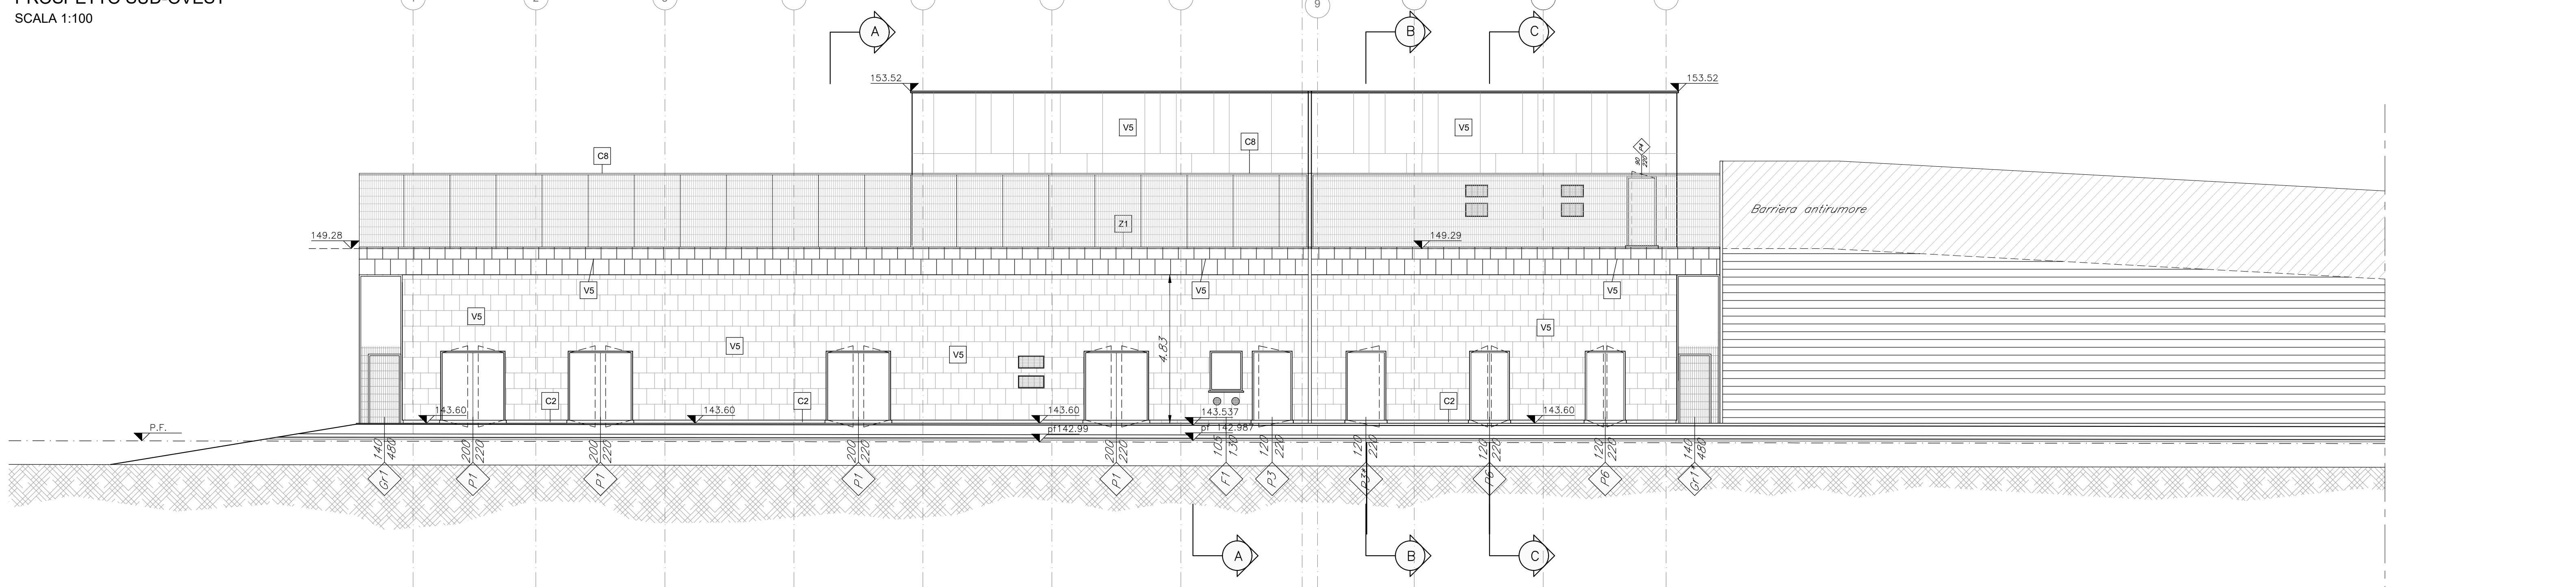 SCALA 1:100
9
A
B
C
153.52
153.52
V5
V5
C8
C8
P4
90
220
Z1
Barriera antirumore
149.28
149.29
V5
V5
V5
V5
V5
V5
V5
4.83
C2
C2
C2
143.60
143.60
143.60
143.537
143.60
P.F.
pf142.99
pf 142.987
140
480
200
220
200
220
200
220
200
220
105
130
120
220
120
220
120
220
120
220
140
480
Gr1
P1
P1
P1
P1
F1
P3
P3*
P6
P6
Gr1*
A
B
C